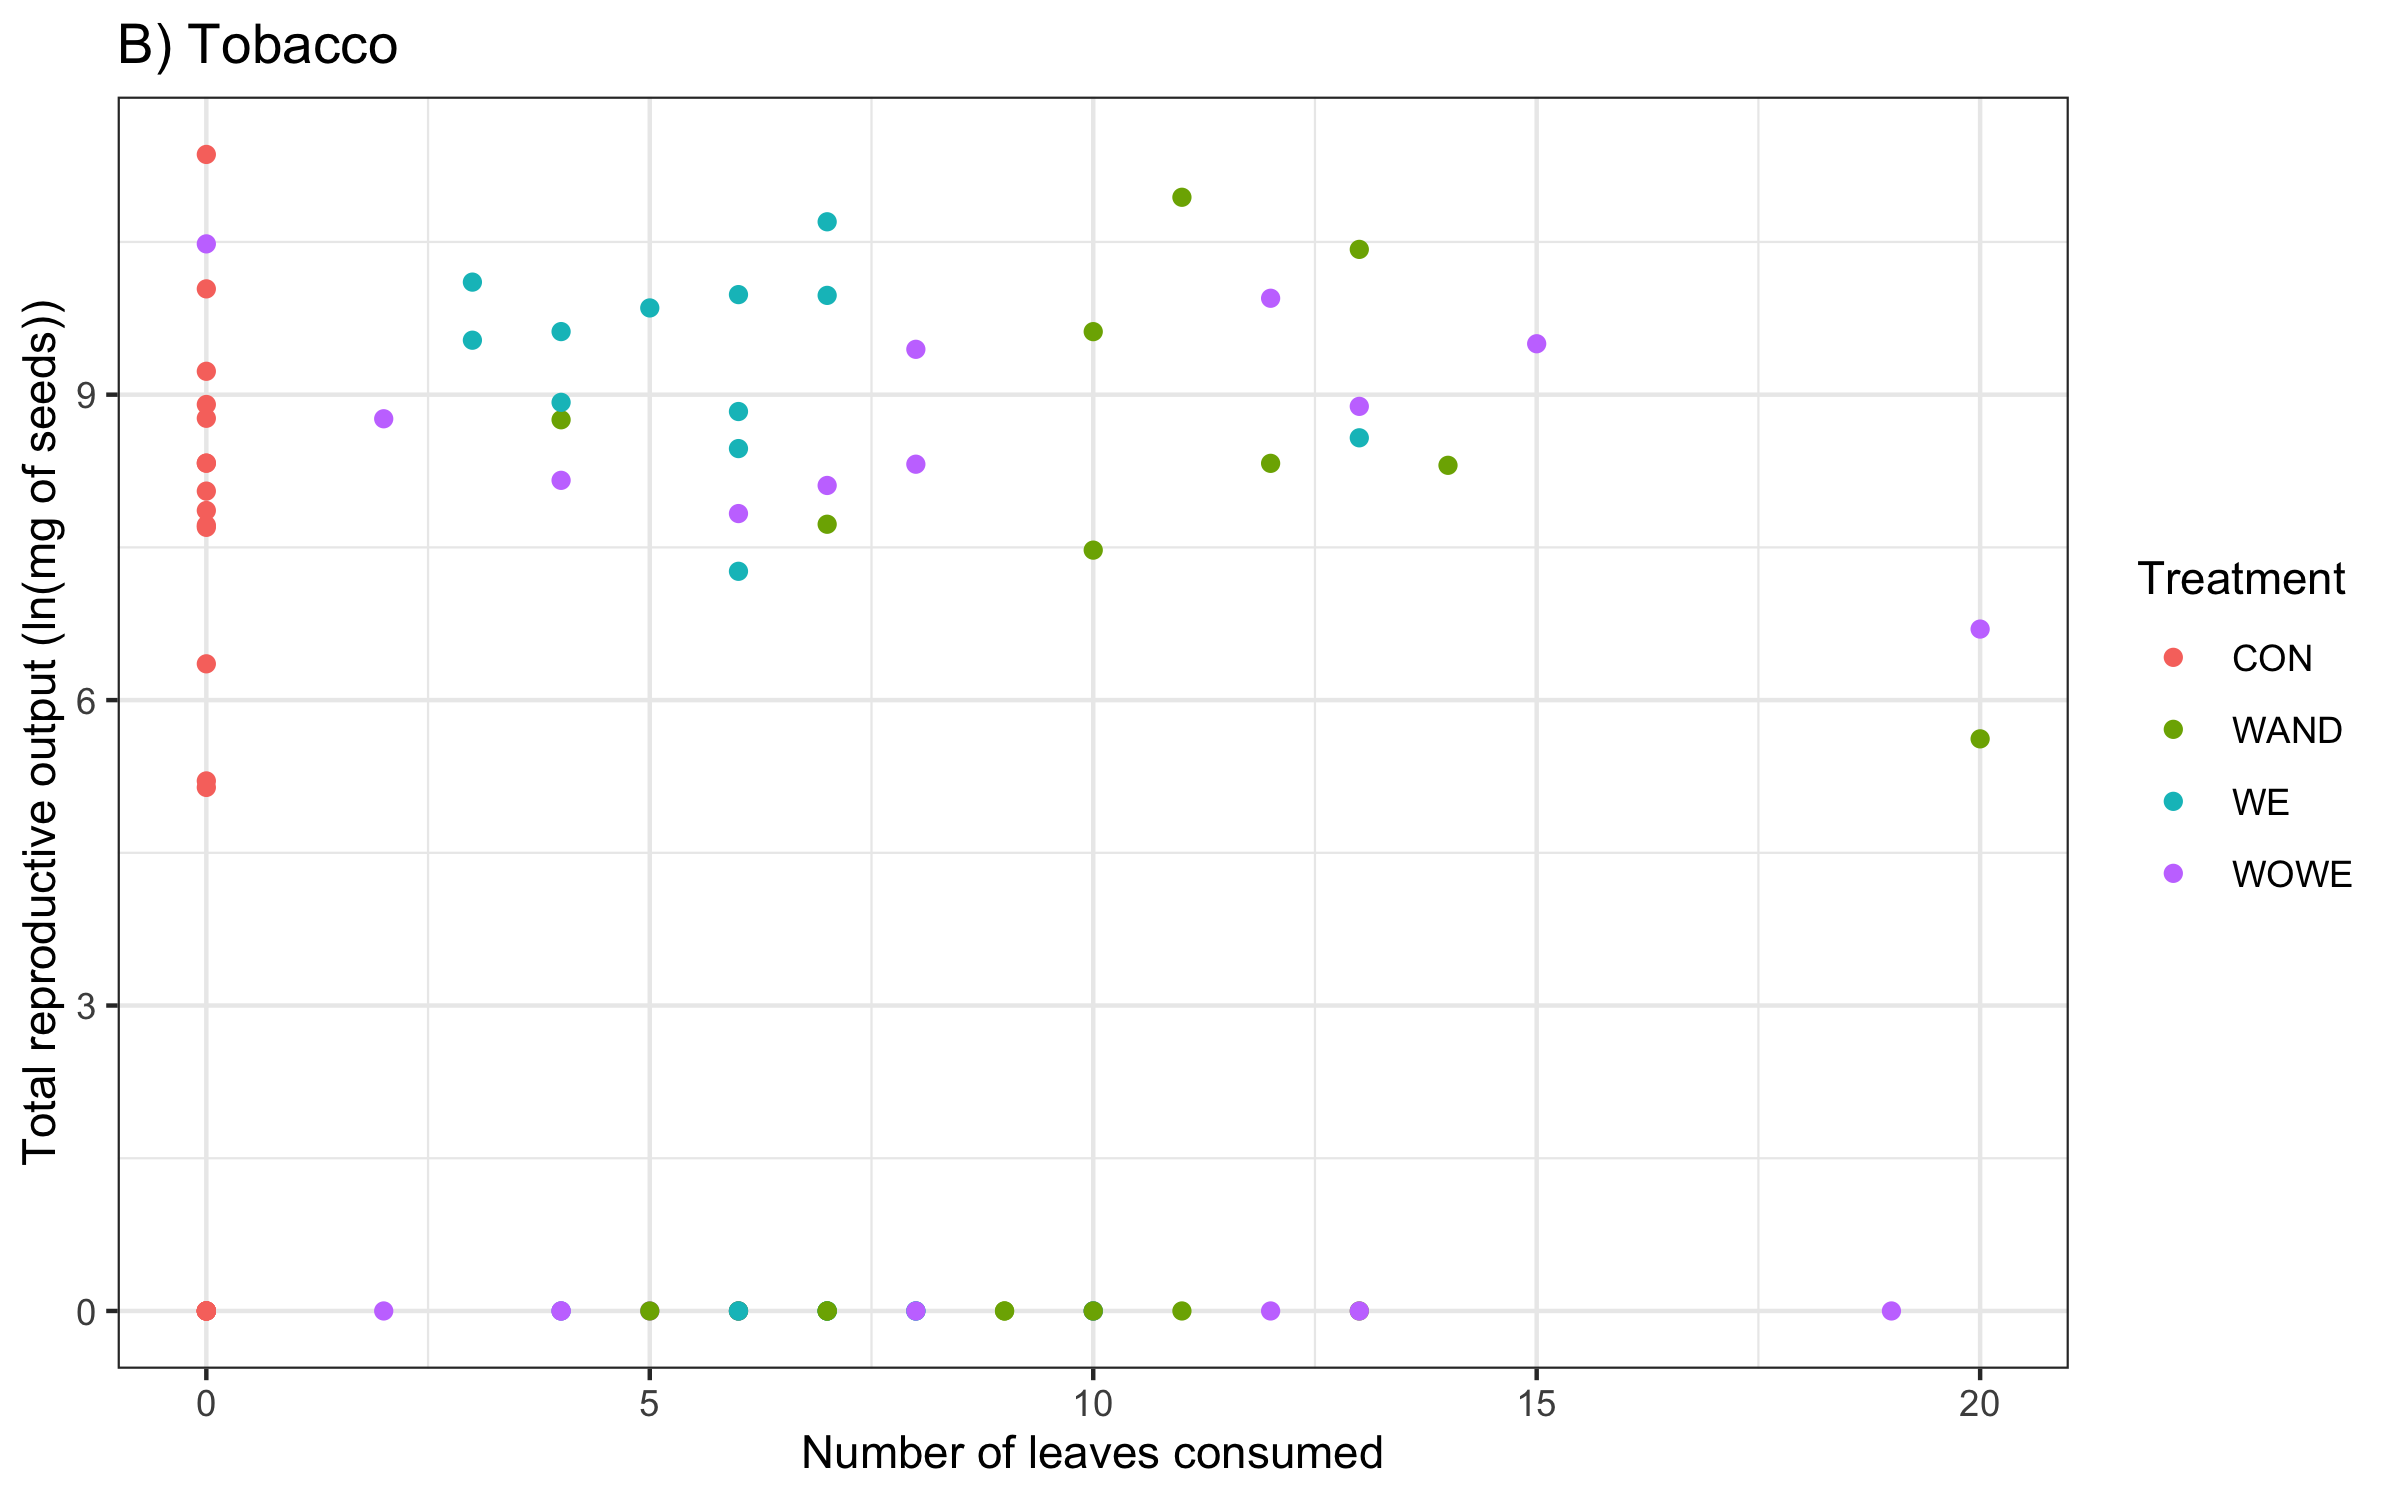 B) Tobacco
Total reproductive output (ln(mg of seeds))
9
6
3
0
0 5 10 15 20
Number of leaves consumed
Treatment
CON
WAND
WE
WOWE